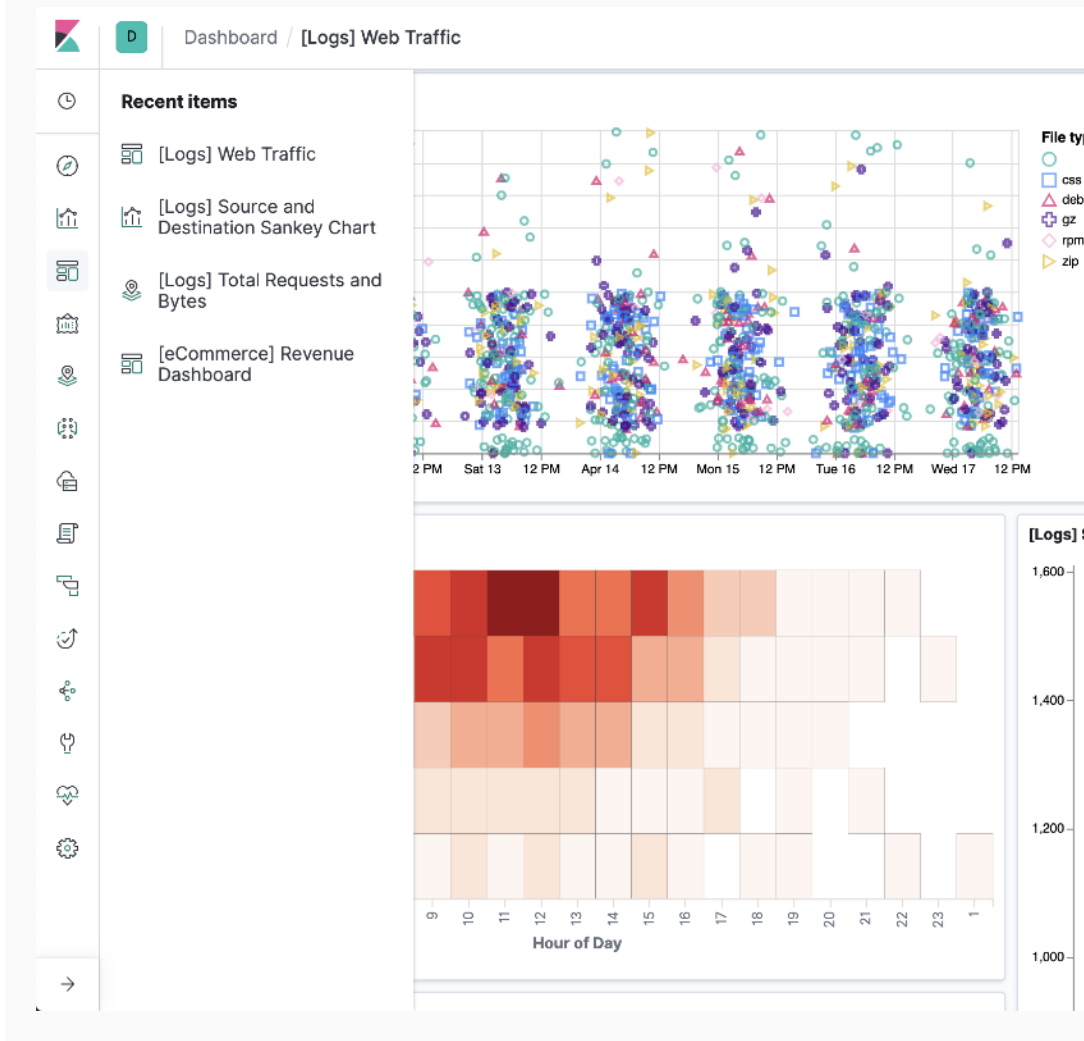 D
Dashboard / [Logs] Web Traffic
Recent items
[Logs] Web Traffic
[Logs] Source and
Destination Sankey Chart
[Logs] Total Requests and
Bytes
[eCommerce] Revenue
Dashboard
File typ
css
deb
gz
rpm
zip
2 PM Sat 13 12 PM Apr 14 12 PM Mon 15 12 PM Tue 16 12 PM Wed 17 12 PM
[Logs] S
1,600
1,400
1,200
1,000
9 10 11 12 13 14 15 16 17 18 19 20 21 22 23 1
Hour of Day